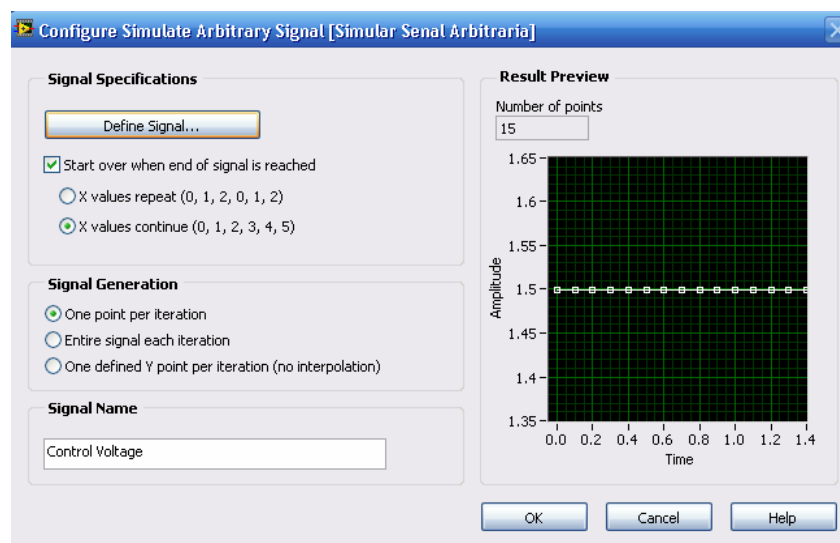 Configure Simulate Arbitrary Signal [Simular Senal Arbitraria]
Signal Specifications
Define Signal...
Start over when end of signal is reached
X values repeat (0, 1, 2, 0, 1, 2)
X values continue (0, 1, 2, 3, 4, 5)
Signal Generation
One point per iteration
Entire signal each iteration
One defined Y point per iteration (no interpolation)
Signal Name
Control Voltage
Result Preview
Number of points
15
1.65
1.6
1.55
1.5
1.45
1.4
1.35
Amplitude
0.0 0.2 0.4 0.6 0.8 1.0 1.2 1.4
Time
OK Cancel Help